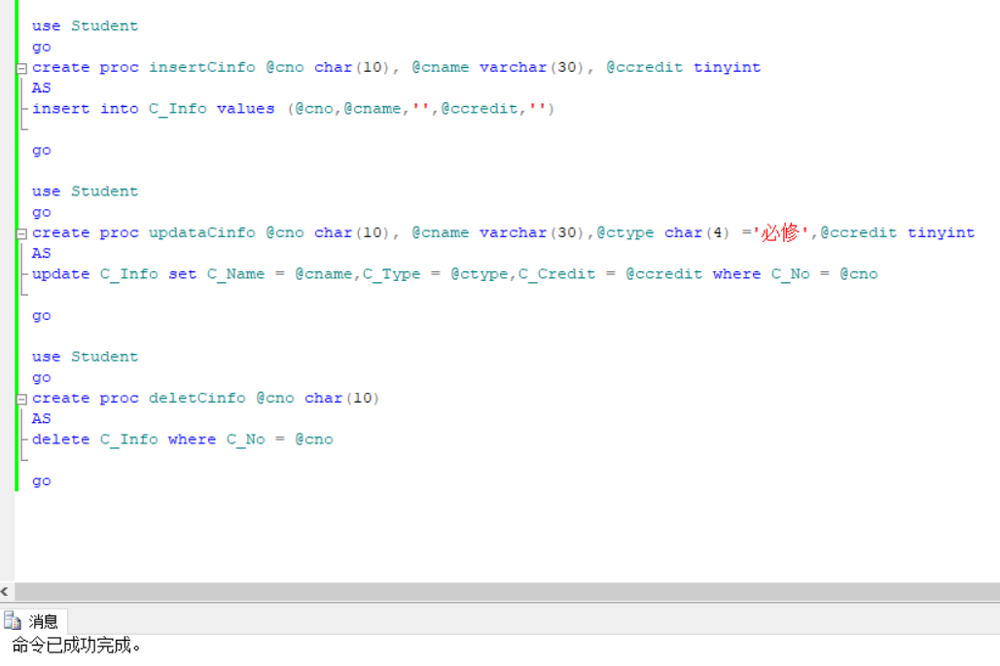 use Student
go
create proc insertCinfo @cno char(10), @cname varchar(30), @ccredit tinyint
AS
insert into C_Info values (@cno,@cname,'',@ccredit,'')
go
use Student
go
create proc updataCinfo @cno char(10), @cname varchar(30),@ctype char(4) ='必修',@ccredit tinyint
AS
update C_Info set C_Name = @cname,C_Type = @ctype,C_Credit = @ccredit where C_No = @cno
go
use Student
go
create proc deletCinfo @cno char(10)
AS
delete C_Info where C_No = @cno
go
消息
命令已成功完成。